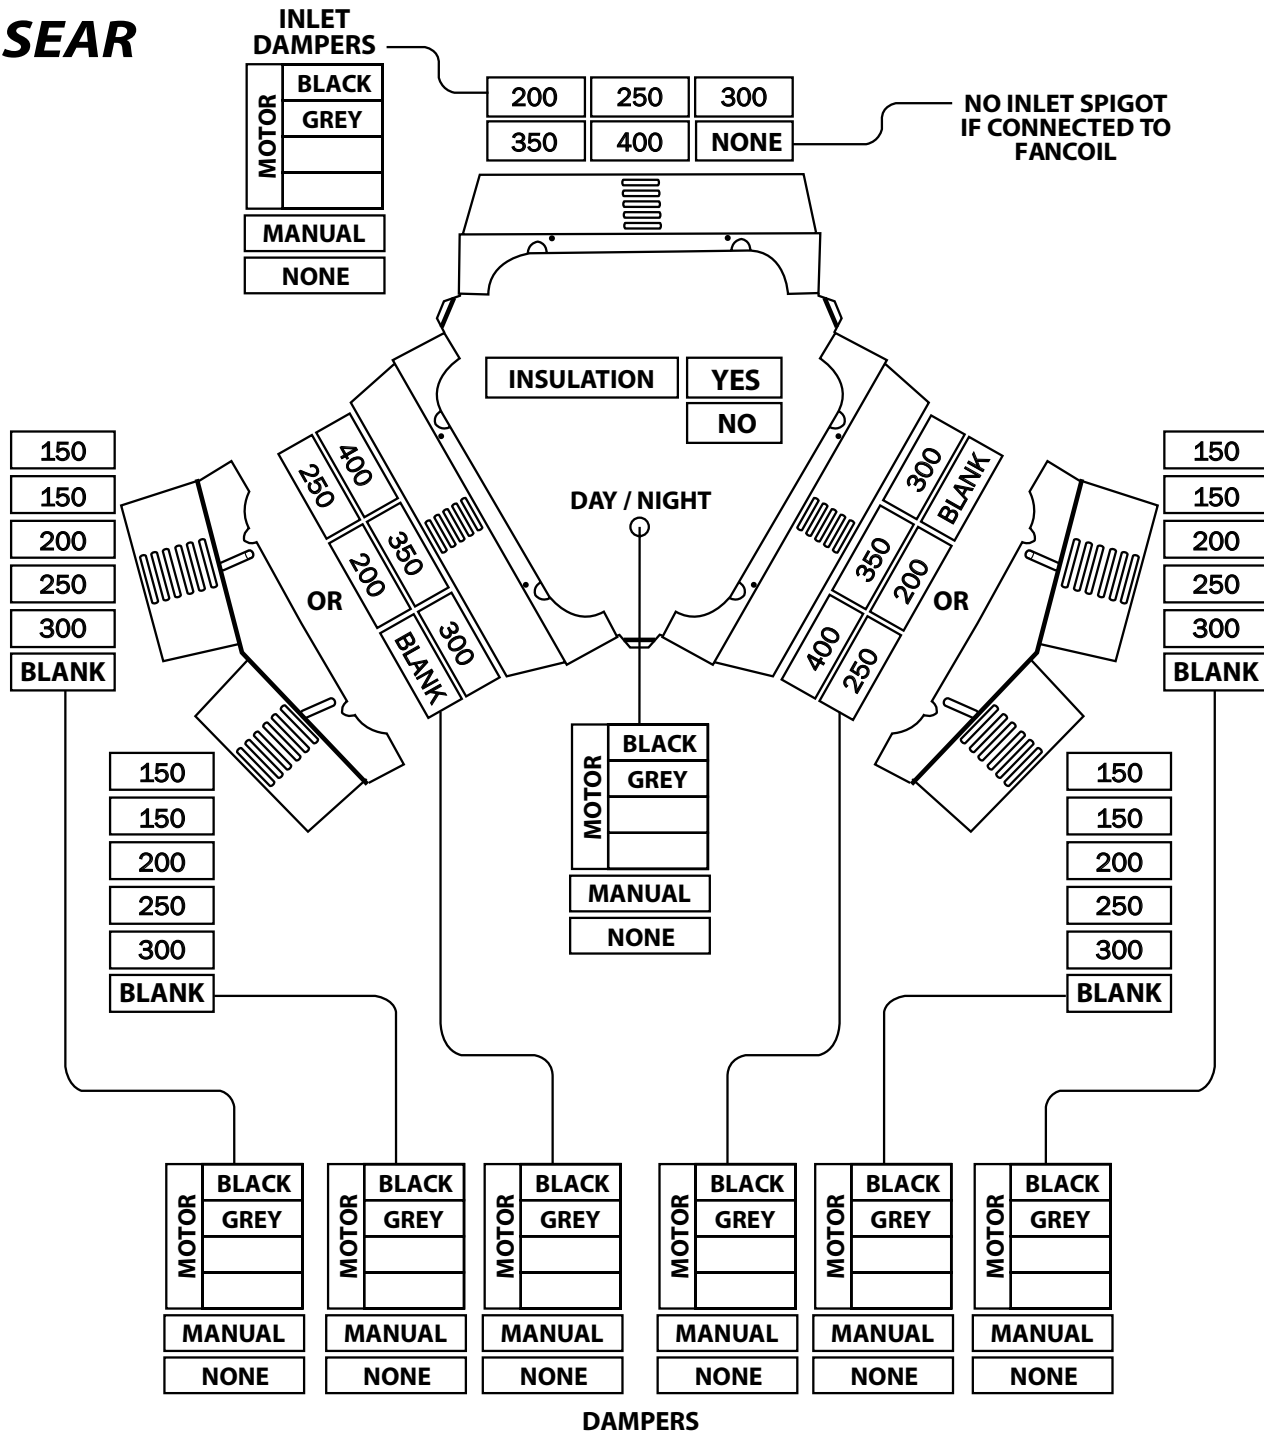 SEAR
INLET
DAMPERS
MOTOR
BLACK
GREY
MANUAL
NONE
200 250 300
350 400 NONE
NO INLET SPIGOT
IF CONNECTED TO
FANCOIL
INSULATION YES
NO
DAY / NIGHT
150
150
200
250
300
BLANK
OR
250 200 BLANK
400 350 300
300 350 400
BLANK 200 250
OR
150
150
200
250
300
BLANK
150
150
200
250
300
BLANK
MOTOR
BLACK
GREY
MANUAL
NONE
150
150
200
250
300
BLANK
MOTOR
BLACK
GREY
MANUAL
NONE
MOTOR
BLACK
GREY
MANUAL
NONE
MOTOR
BLACK
GREY
MANUAL
NONE
MOTOR
BLACK
GREY
MANUAL
NONE
MOTOR
BLACK
GREY
MANUAL
NONE
MOTOR
BLACK
GREY
MANUAL
NONE
DAMPERS